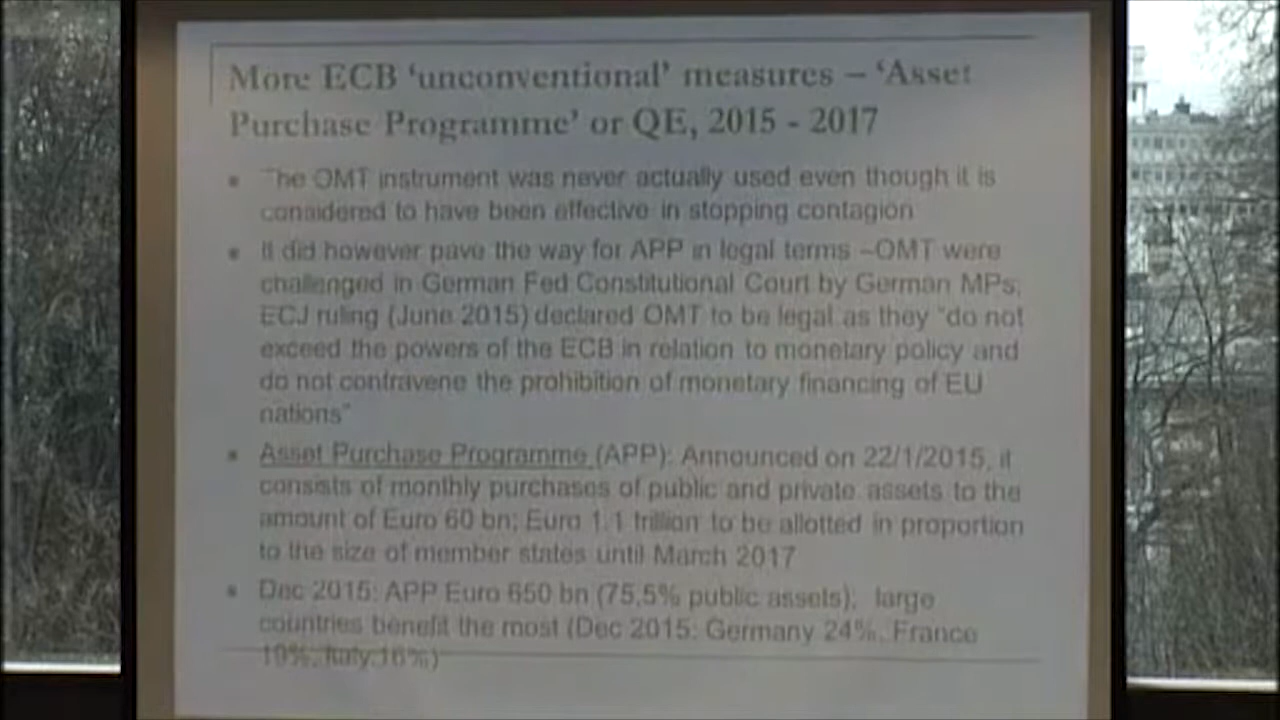 More ECB ‘unconventional’ measures – ‘Asset
Purchase Programme’ or QE, 2015 - 2017
The OMT instrument was never actually used even though it is
considered to have been effective in stopping contagion
It did however pave the way for APP in legal terms –OMT were
challenged in German Fed Constitutional Court by German MPs;
ECJ ruling (June 2015) declared OMT to be legal as they “do not
exceed the powers of the ECB in relation to monetary policy and
do not contravene the prohibition of monetary financing of EU
nations”
Asset Purchase Programme (APP): Announced on 22/1/2015, it
consists of monthly purchases of public and private assets to the
amount of Euro 60 bn; Euro 1.1 trillion to be allotted in proportion
to the size of member states until March 2017
Dec 2015: APP Euro 650 bn (75,5% public assets); large
countries benefit the most (Dec 2015: Germany 24%, France
19%, Italy 16%)